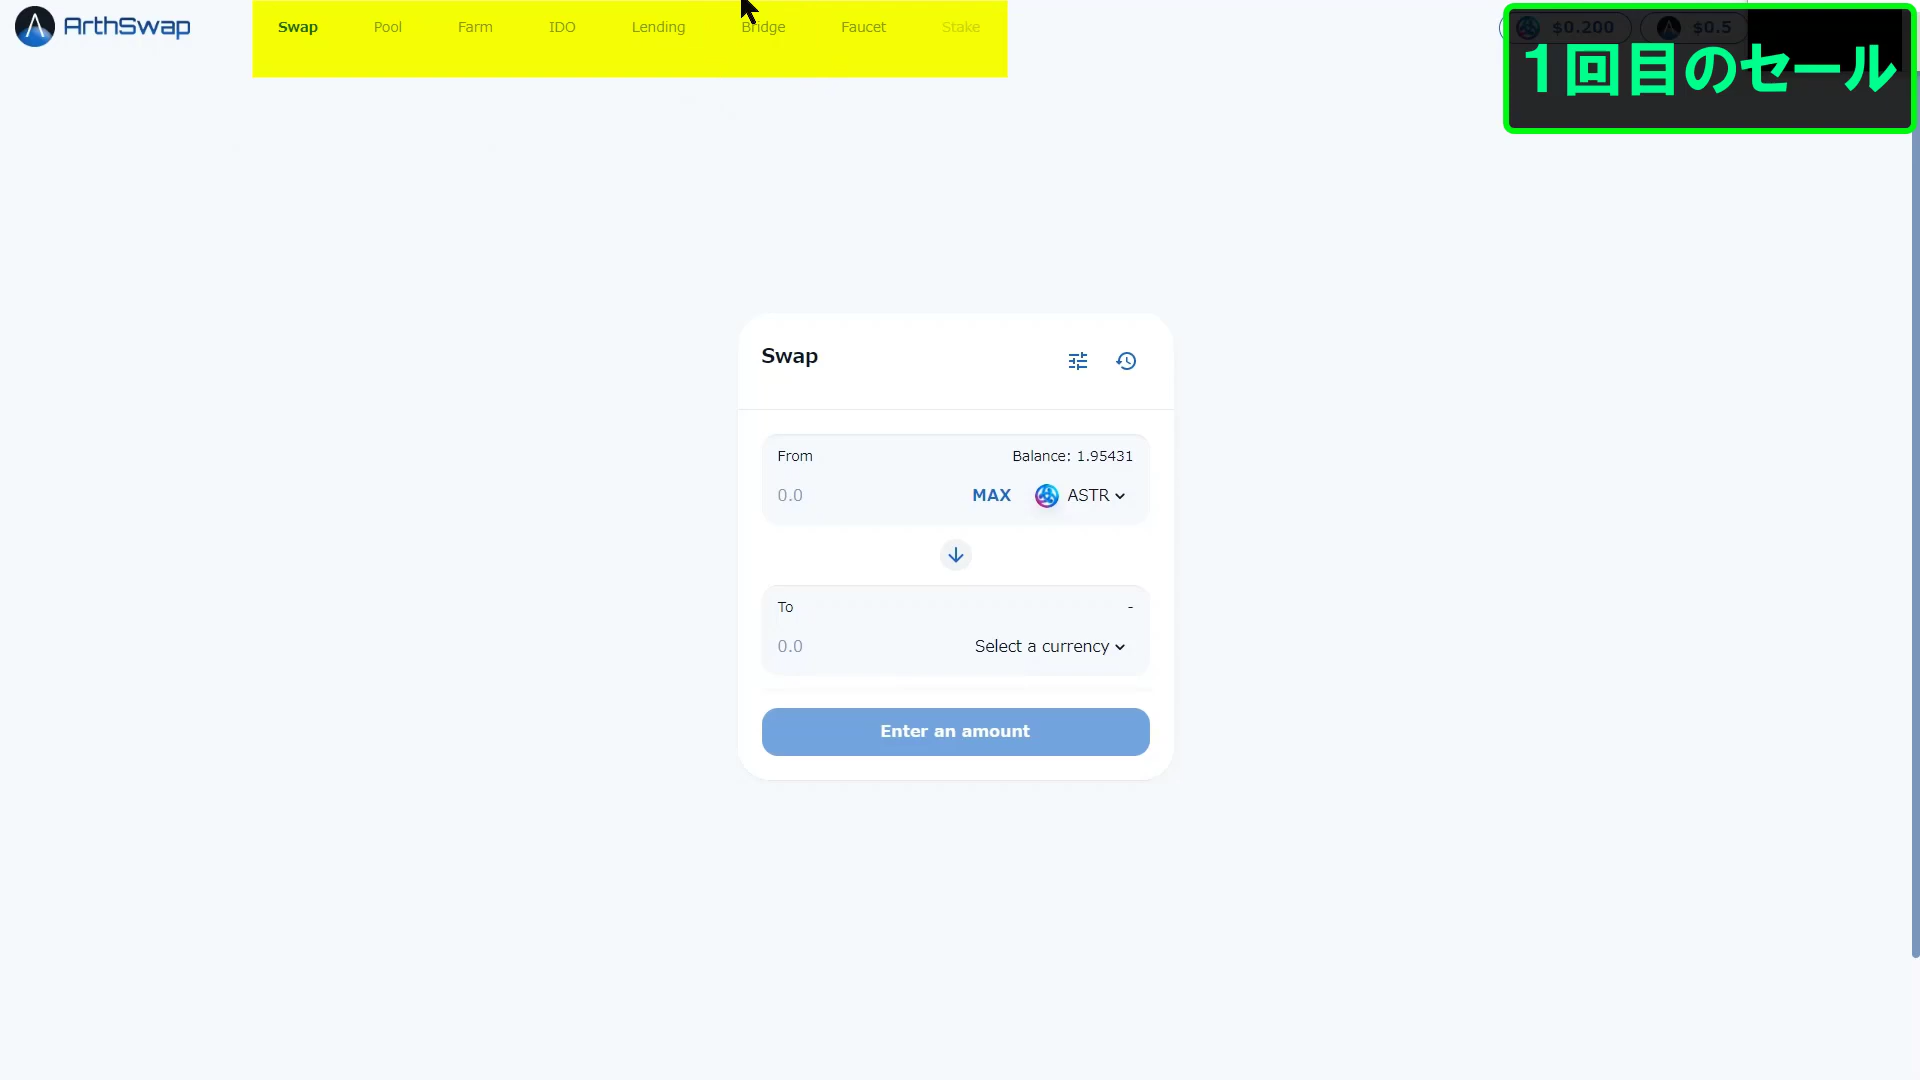 ArthSwap
Swap Pool Farm IDO Lending Bridge Faucet Stake
$0.200 $0.5
1回目のセール
Swap
From Balance: 1.95431
0.0 MAX ASTR
To -
0.0 Select a currency
Enter an amount